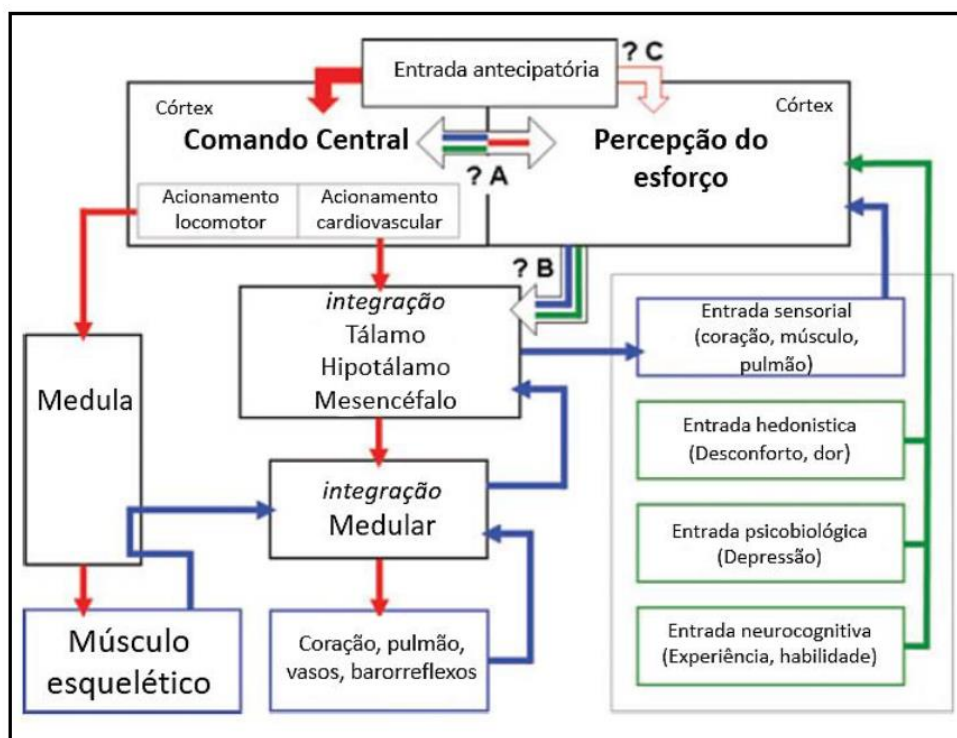 Entrada antecipatória
? C
Córtex
Comando Central
? A
Córtex
Percepção do
esforço
Acionamento
locomotor
Acionamento
cardiovascular
? B
integração
Tálamo
Hipotálamo
Mesencéfalo
Entrada sensorial
(coração, músculo,
pulmão)
Medula
Entrada hedonistica
(Desconforto, dor)
integração
Medular
Entrada psicobiológica
(Depressão)
Músculo
esquelético
Coração, pulmão,
vasos, barorreflexos
Entrada neurocognitiva
(Experiência, habilidade)